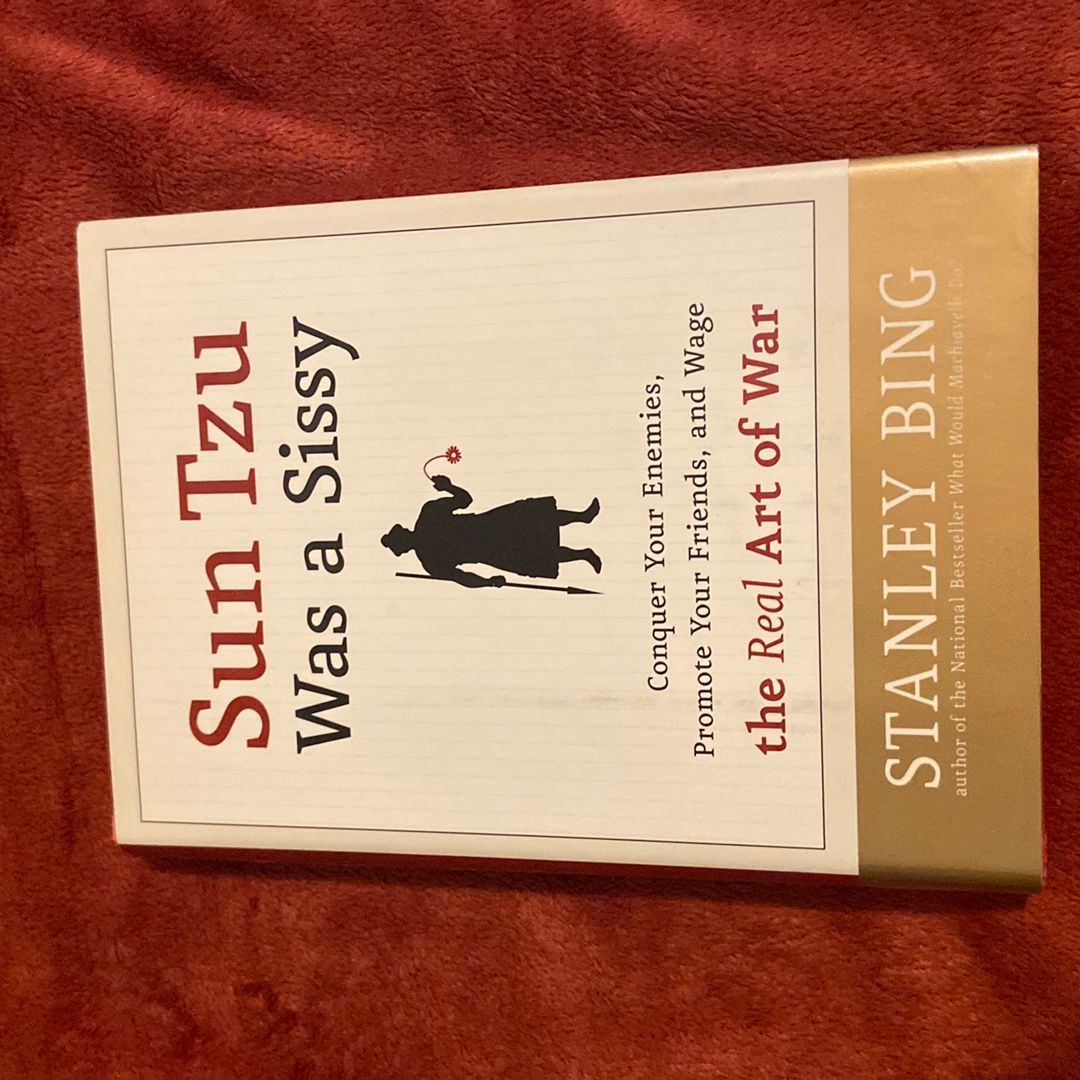 Sun Tzu
Was a Sissy
Conquer Your Enemies,
Promote Your Friends, and Wage
the Real Art of War
STANLEY BING
author of the National Bestseller What Would Machiavelli Do?